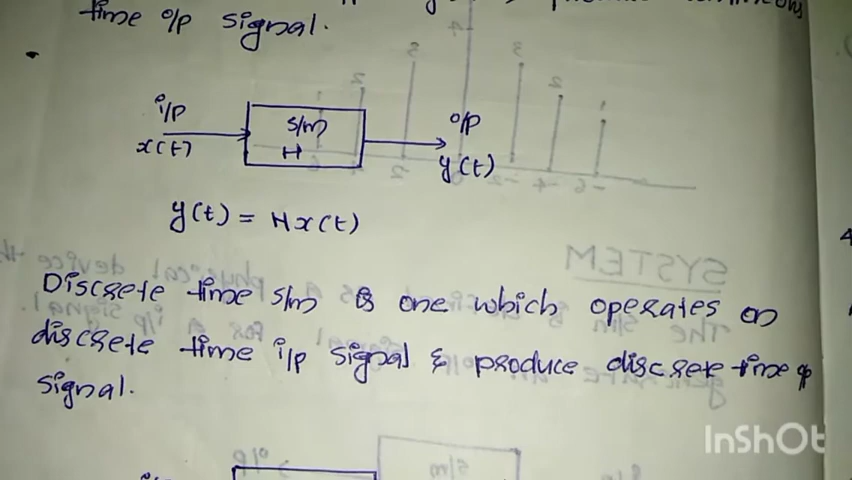 time o/p signal.
i/p
s/m
o/p
x(t)
H
y(t)
y(t) = Hx(t)
Discrete time s/m is one which operates on
discrete time i/p signal & produce discrete time o/p
signal.
InShOt